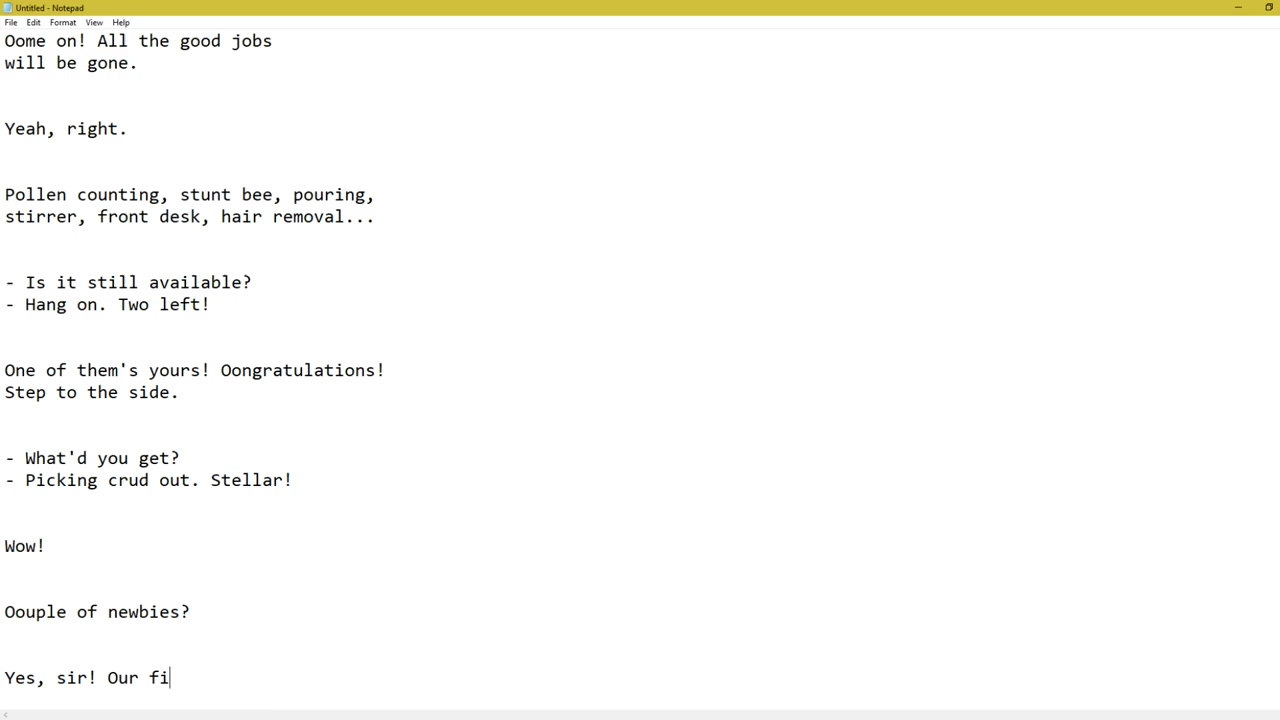 Untitled - Notepad
File Edit Format View Help
Oome on! All the good jobs
will be gone.
Yeah, right.
Pollen counting, stunt bee, pouring,
stirrer, front desk, hair removal...
- Is it still available?
- Hang on. Two left!
One of them's yours! Oongratulations!
Step to the side.
- What'd you get?
- Picking crud out. Stellar!
Wow!
Oouple of newbies?
Yes, sir! Our fi